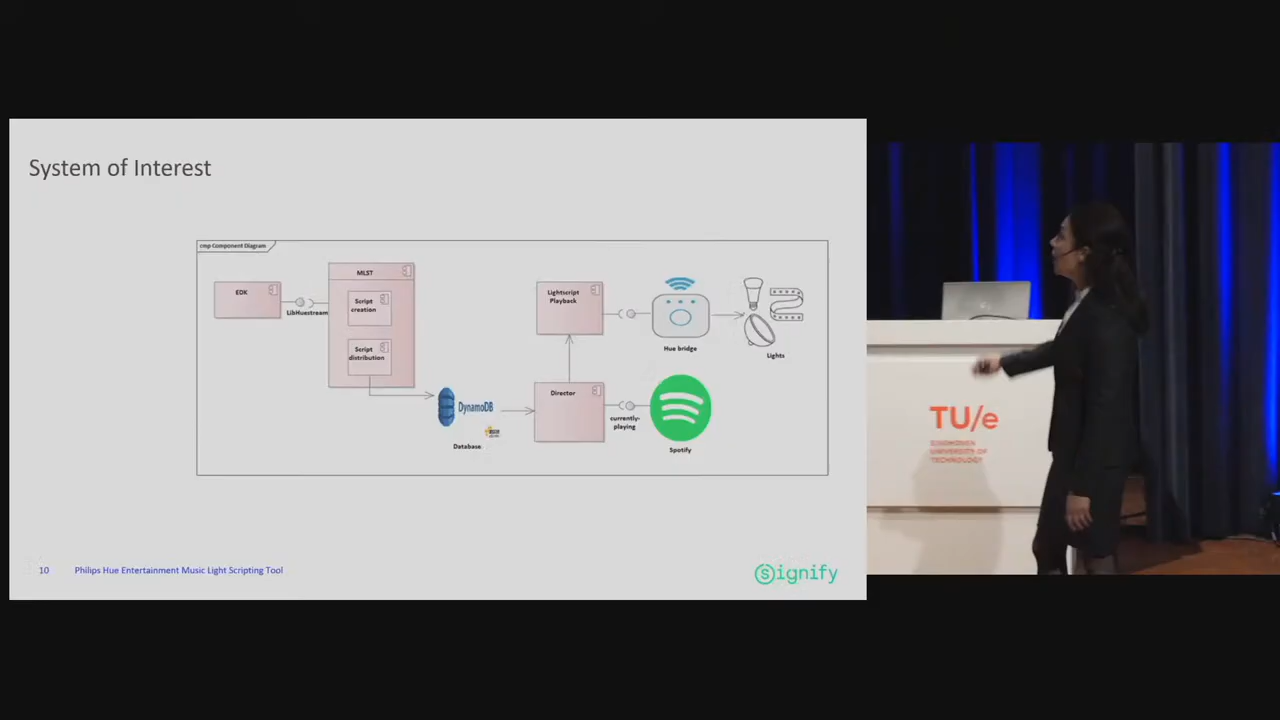 System of Interest
cmp Component Diagram
EDK
LibHuestream
MLST
Script
creation
Script
distribution
DynamoDB
Database
Lightscript
Playback
Director
currently-
playing
Hue bridge
Lights
Spotify
10
Philips Hue Entertainment Music Light Scripting Tool
signify
TU/e
EINDHOVEN
UNIVERSITY OF
TECHNOLOGY